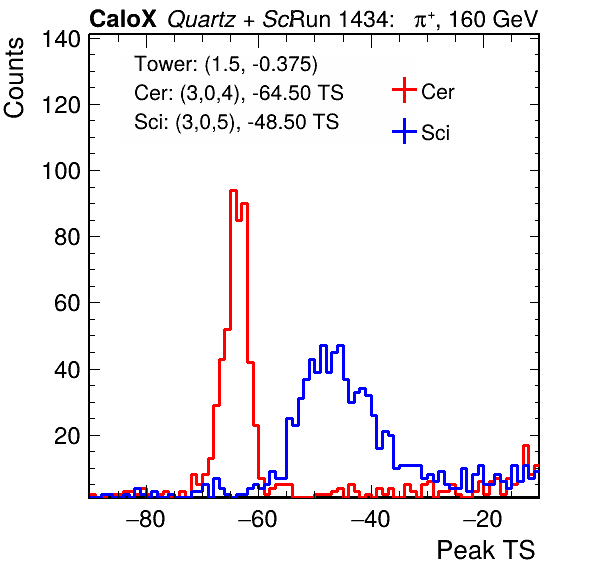 CaloX Quartz + ScRun 1434: π⁺, 160 GeV
Counts
140
120
100
80
60
40
20
Tower: (1.5, -0.375)
Cer: (3,0,4), -64.50 TS
Sci: (3,0,5), -48.50 TS
Cer
Sci
−80 −60 −40 −20
Peak TS